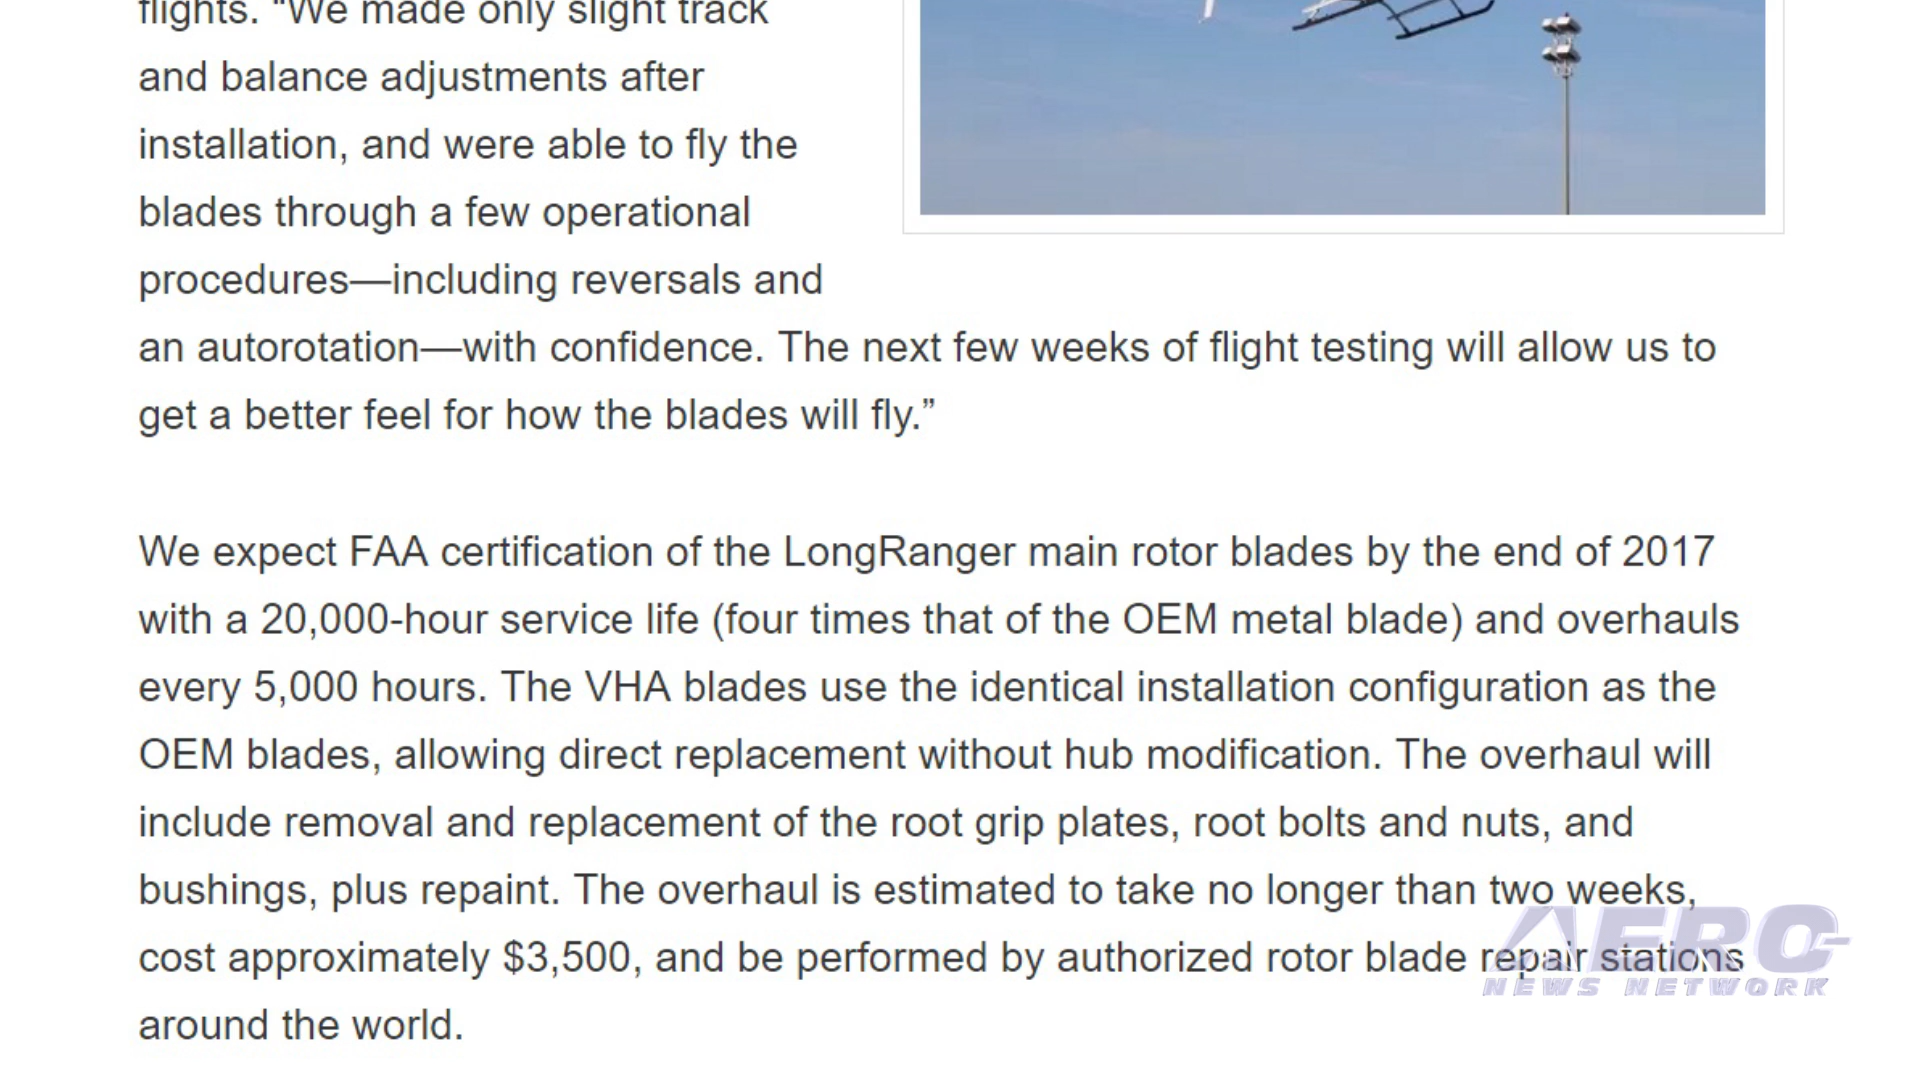 flights. “We made only slight track
and balance adjustments after
installation, and were able to fly the
blades through a few operational
procedures—including reversals and
an autorotation—with confidence. The next few weeks of flight testing will allow us to
get a better feel for how the blades will fly.”
We expect FAA certification of the LongRanger main rotor blades by the end of 2017
with a 20,000-hour service life (four times that of the OEM metal blade) and overhauls
every 5,000 hours. The VHA blades use the identical installation configuration as the
OEM blades, allowing direct replacement without hub modification. The overhaul will
include removal and replacement of the root grip plates, root bolts and nuts, and
bushings, plus repaint. The overhaul is estimated to take no longer than two weeks,
cost approximately $3,500, and be performed by authorized rotor blade repair stations
around the world.
AERO-
NEWS NETWORK